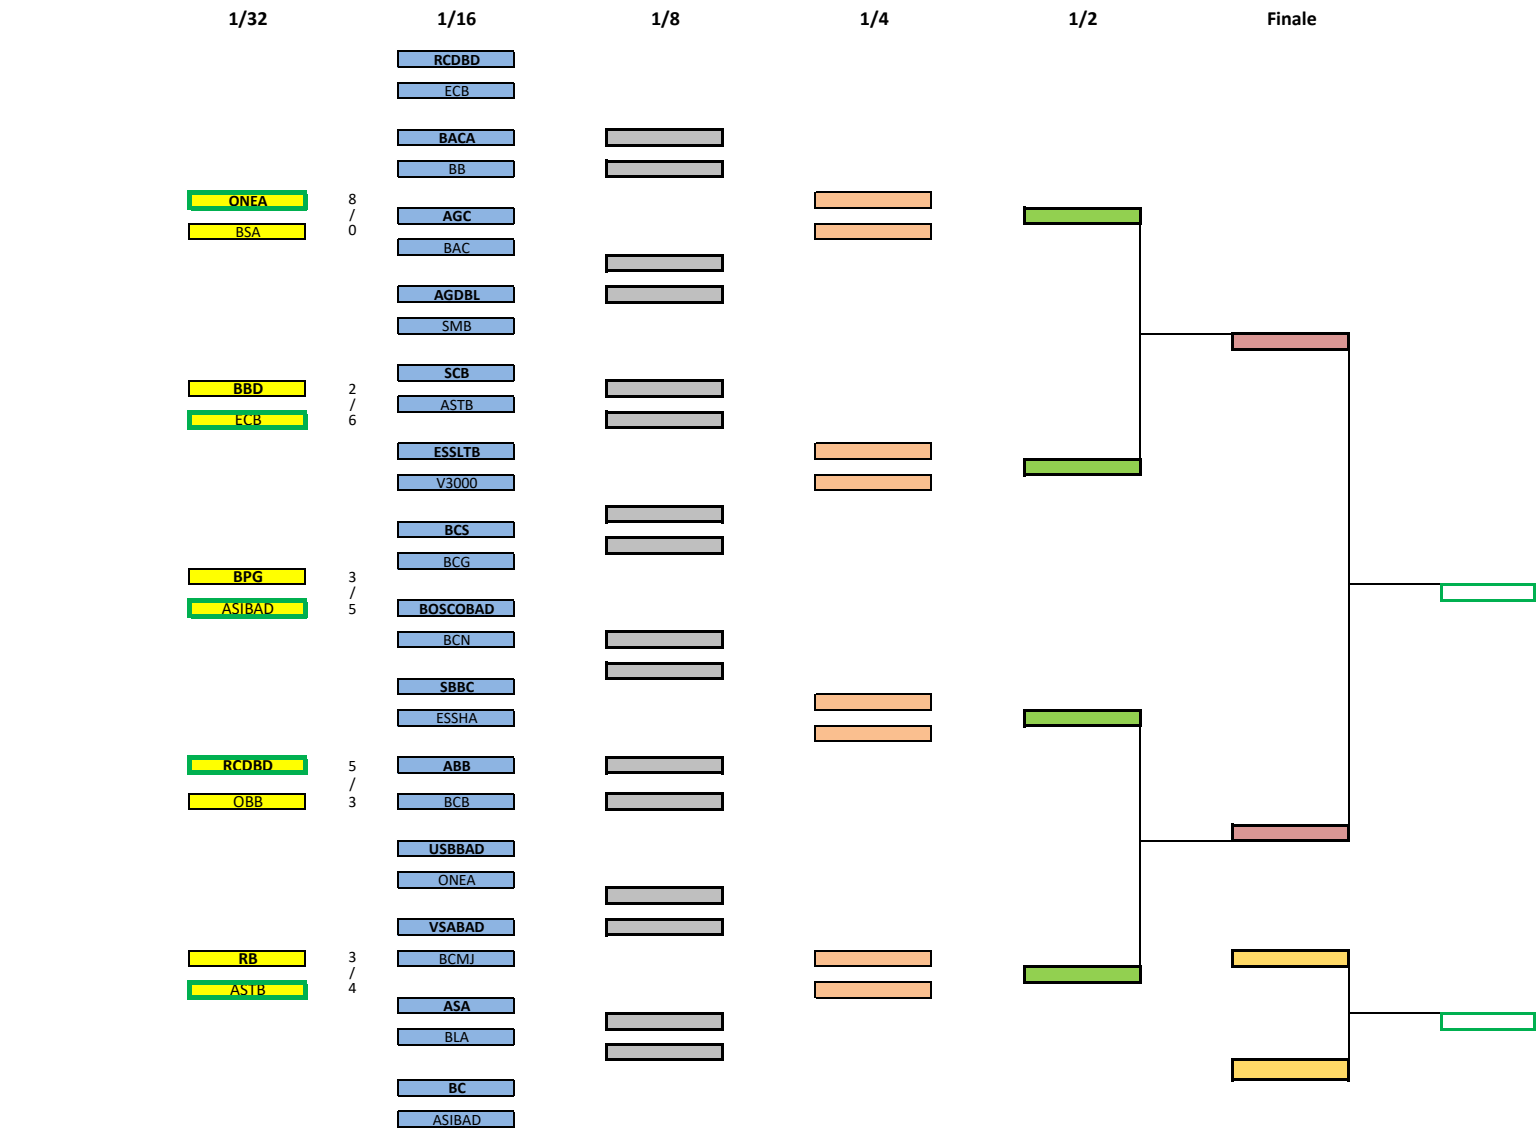 1/32 1/16 1/8 1/4 1/2 Finale
RCDBD
ECB
BACA
BB
ONEA 8
/
BSA 0
AGC
BAC
AGDBL
SMB
SCB
BBD 2
/
ECB 6
ASTB
ESSLTB
V3000
BCS
BCG
BPG 3
/
ASIBAD 5
BOSCOBAD
BCN
SBBC
ESSHA
RCDBD 5
/
OBB 3
ABB
BCB
USBBAD
ONEA
VSABAD
RB 3
/
ASTB 4
BCMJ
ASA
BLA
BC
ASIBAD